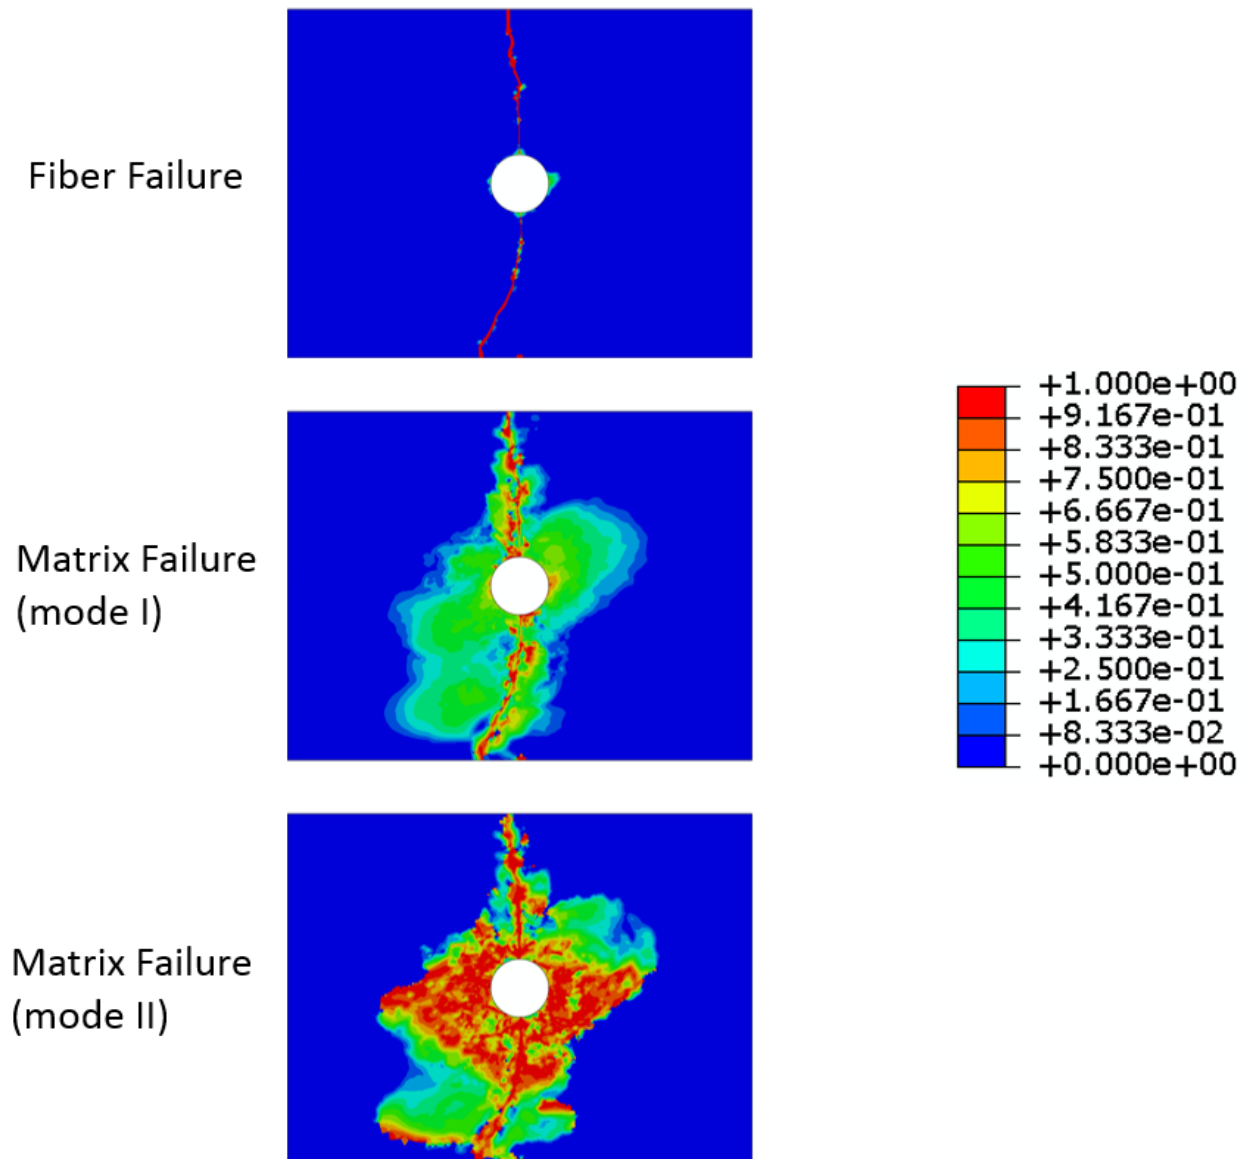 Fiber Failure
Matrix Failure
(mode I)
Matrix Failure
(mode II)
+1.000e+00
+9.167e-01
+8.333e-01
+7.500e-01
+6.667e-01
+5.833e-01
+5.000e-01
+4.167e-01
+3.333e-01
+2.500e-01
+1.667e-01
+8.333e-02
+0.000e+00